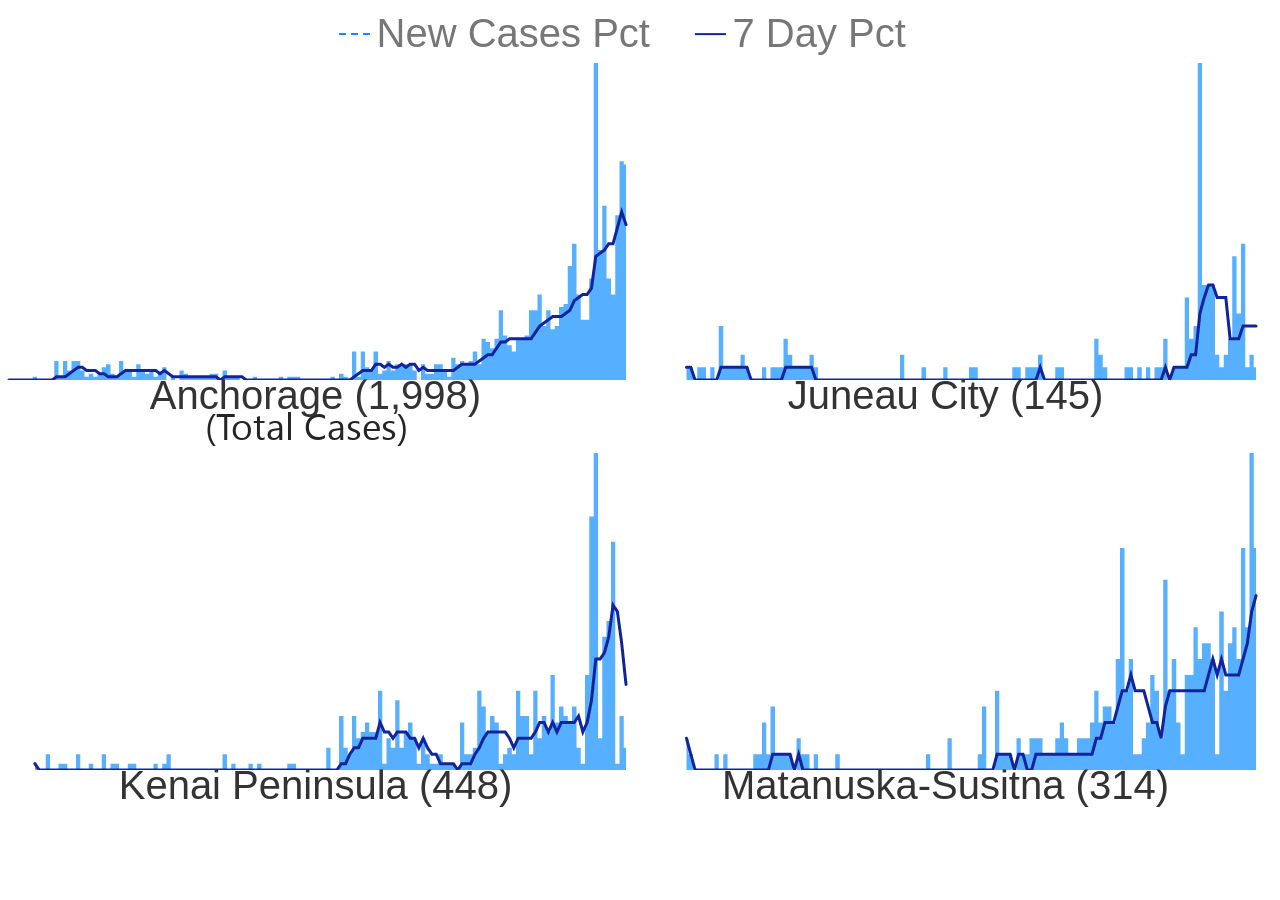 New Cases Pct 7 Day Pct
Anchorage (1,998)
(Total Cases)
Juneau City (145)
Kenai Peninsula (448)
Matanuska-Susitna (314)